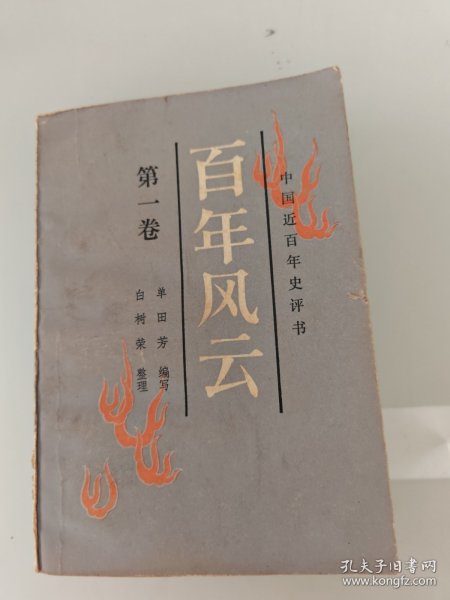 中国近百年史评书
百年风云
第一卷
单田芳 编写
白树荣 整理
孔夫子旧书网
www.kongfz.com